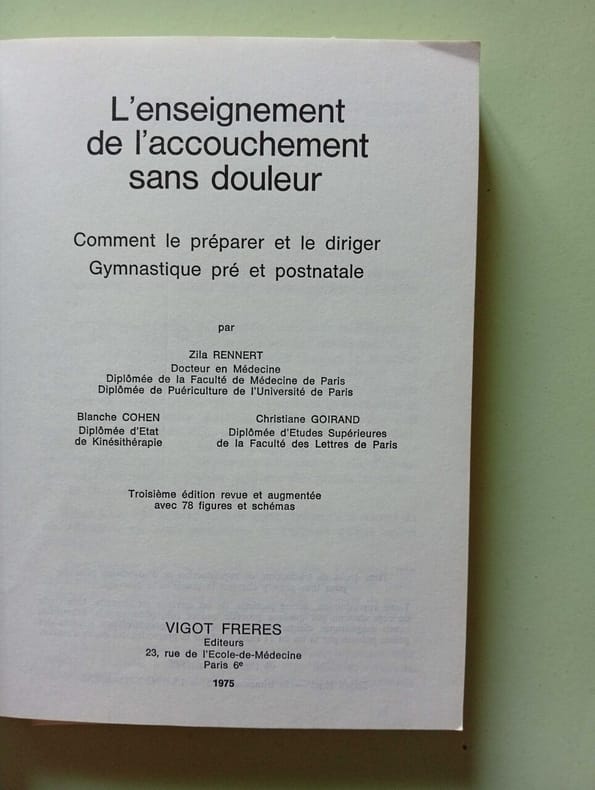 L'enseignement
de l'accouchement
sans douleur
Comment le préparer et le diriger
Gymnastique pré et postnatale
par
Zila RENNERT
Docteur en Médecine
Diplômée de la Faculté de Médecine de Paris
Diplômée de Puériculture de l'Université de Paris
Blanche COHEN
Diplômée d'Etat
de Kinésithérapie
Christiane GOIRAND
Diplômée d'Etudes Supérieures
de la Faculté des Lettres de Paris
Troisième édition revue et augmentée
avec 78 figures et schémas
VIGOT FRERES
Editeurs
23, rue de l'Ecole-de-Médecine
Paris 6e
1975